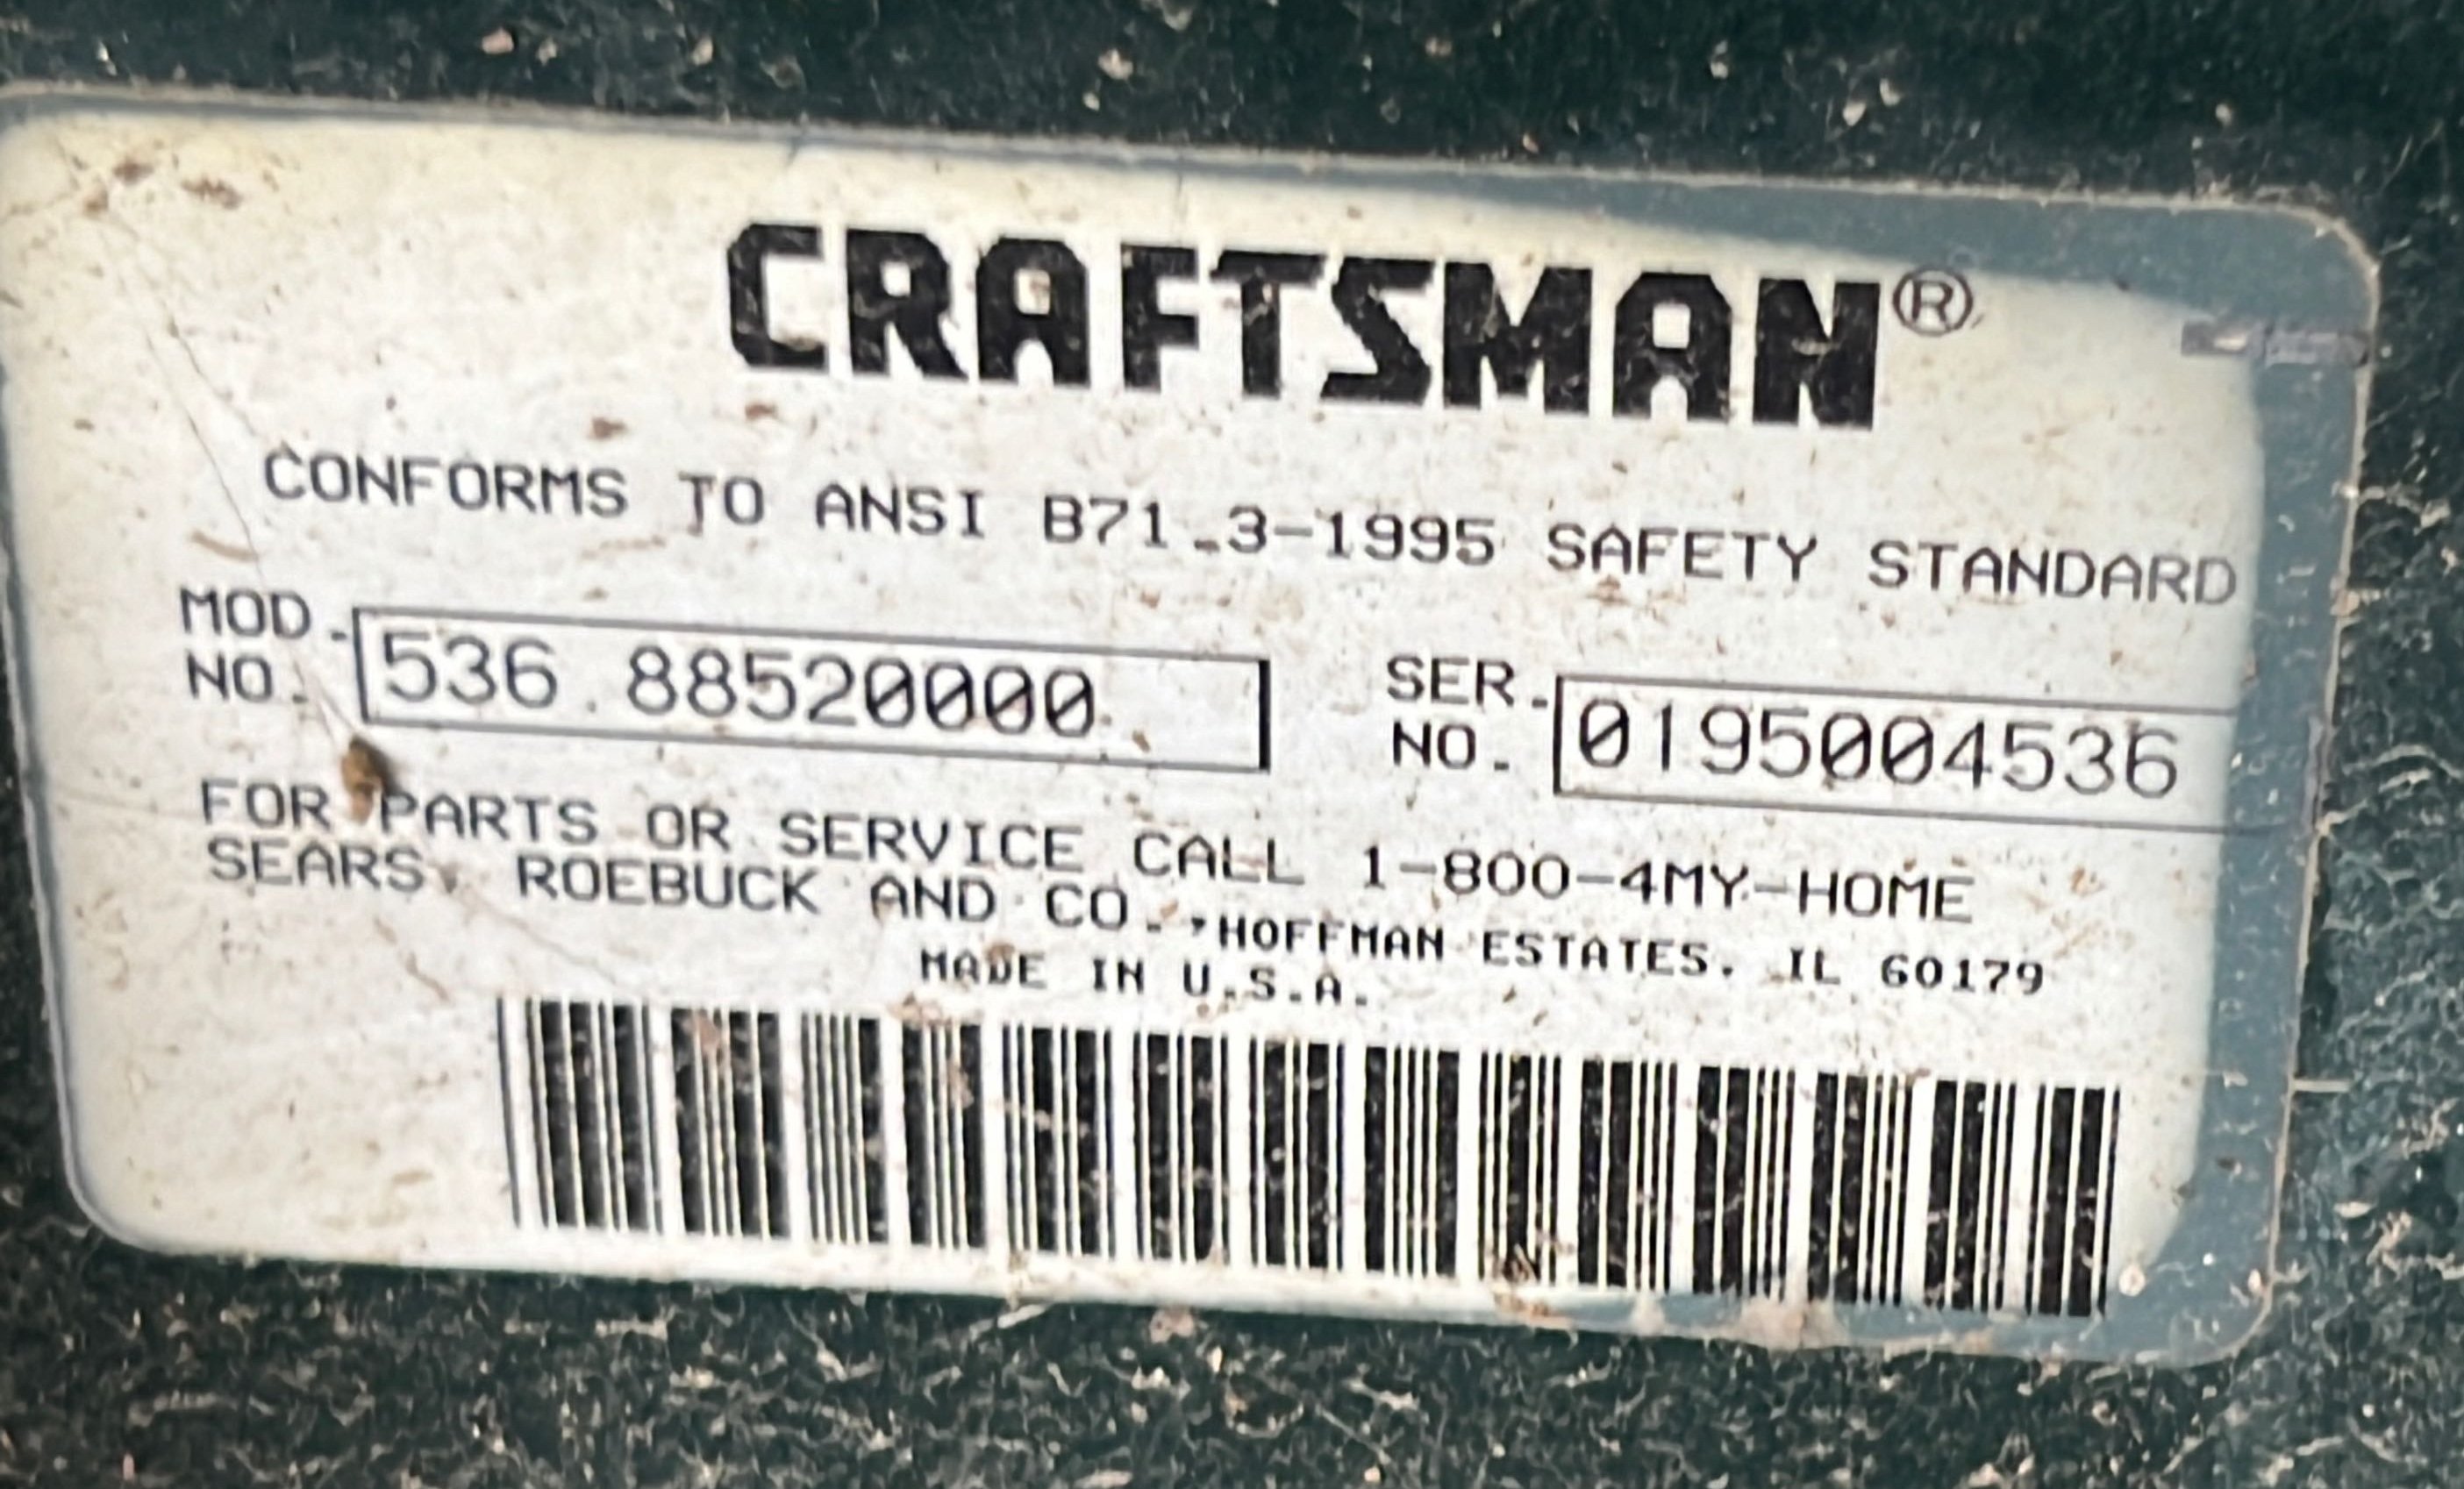 CRAFTSMAN®
CONFORMS TO ANSI B71.3-1995 SAFETY STANDARD
MOD. NO. 536.88520000 SER. NO. 0195004536
FOR PARTS OR SERVICE CALL 1-800-4MY-HOME
SEARS, ROEBUCK AND CO., HOFFMAN ESTATES. IL 60179
MADE IN U.S.A.